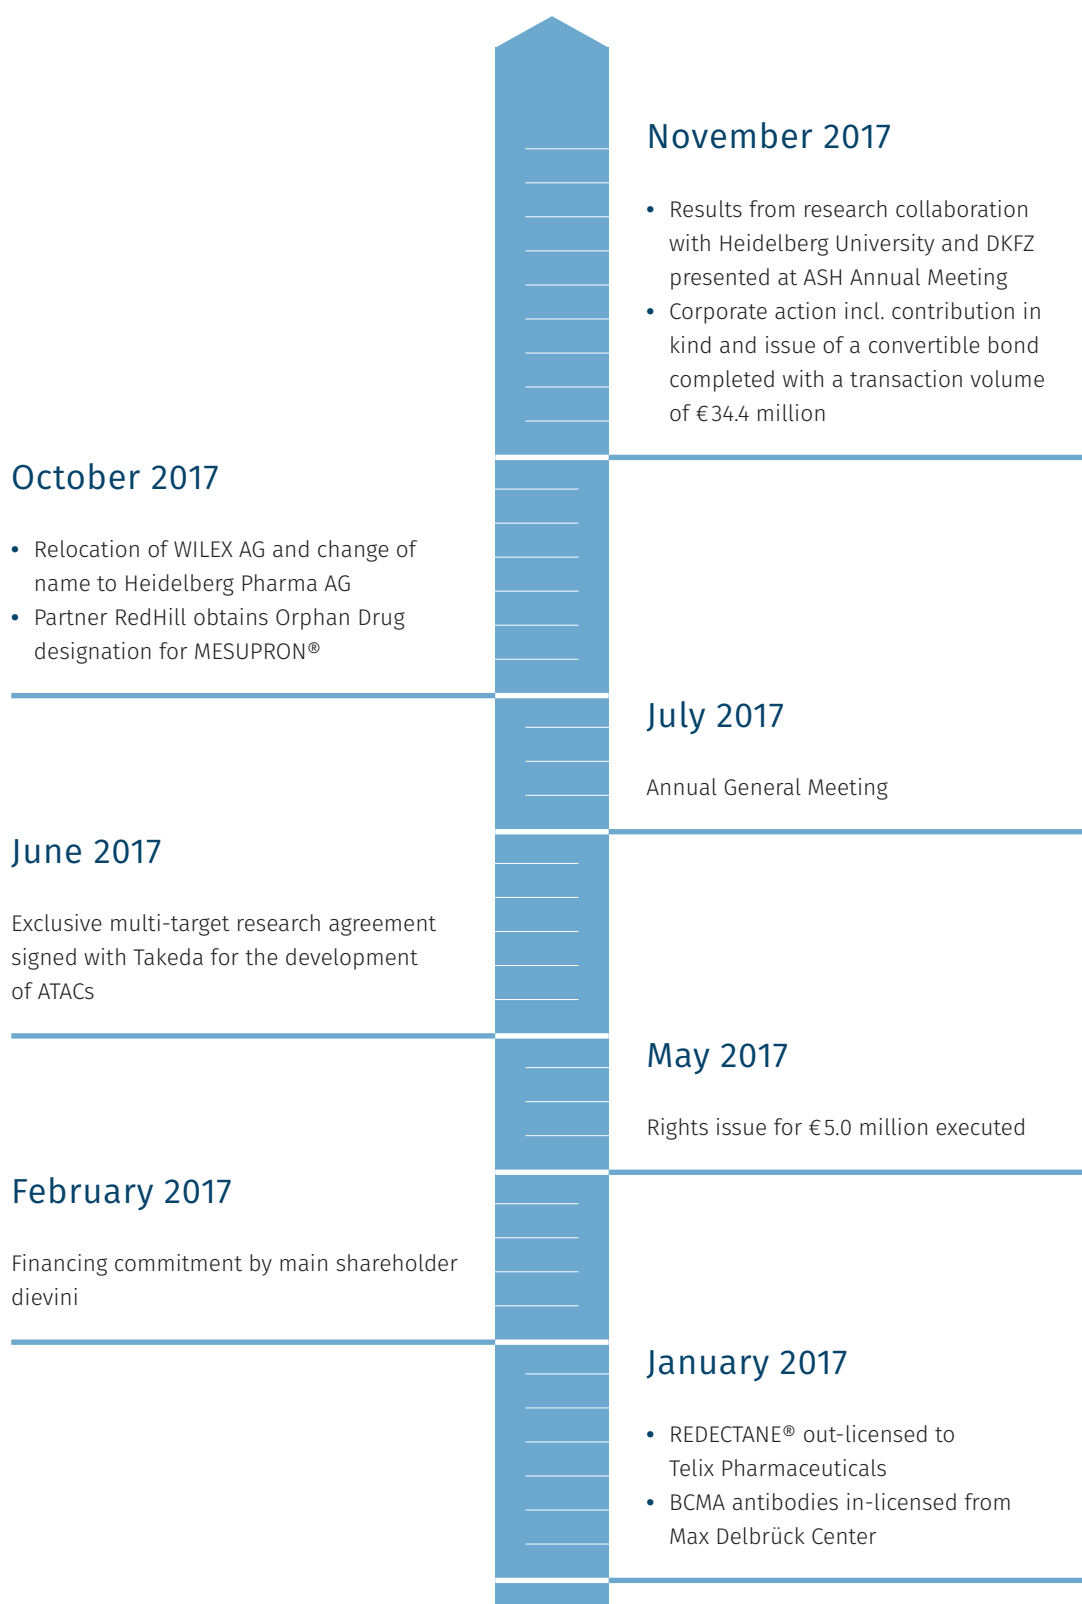 November 2017
• Results from research collaboration
with Heidelberg University and DKFZ
presented at ASH Annual Meeting
• Corporate action incl. contribution in
kind and issue of a convertible bond
completed with a transaction volume
of €34.4 million
October 2017
• Relocation of WILEX AG and change of
name to Heidelberg Pharma AG
• Partner RedHill obtains Orphan Drug
designation for MESUPRON®
July 2017
Annual General Meeting
June 2017
Exclusive multi-target research agreement
signed with Takeda for the development
of ATACs
May 2017
Rights issue for €5.0 million executed
February 2017
Financing commitment by main shareholder
dievini
January 2017
• REDECTANE® out-licensed to
Telix Pharmaceuticals
• BCMA antibodies in-licensed from
Max Delbrück Center